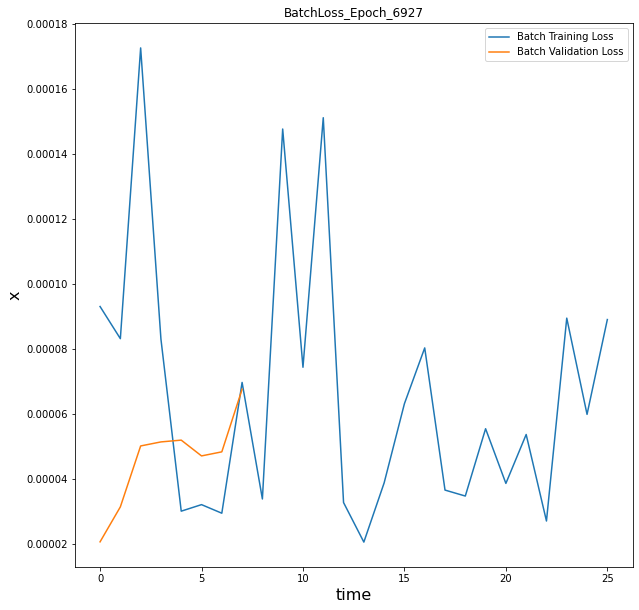 BatchLoss_Epoch_6927
Batch Training Loss
Batch Validation Loss
0.00018
0.00016
0.00014
0.00012
0.00010
0.00008
0.00006
0.00004
0.00002
x
0 5 10 15 20 25
time